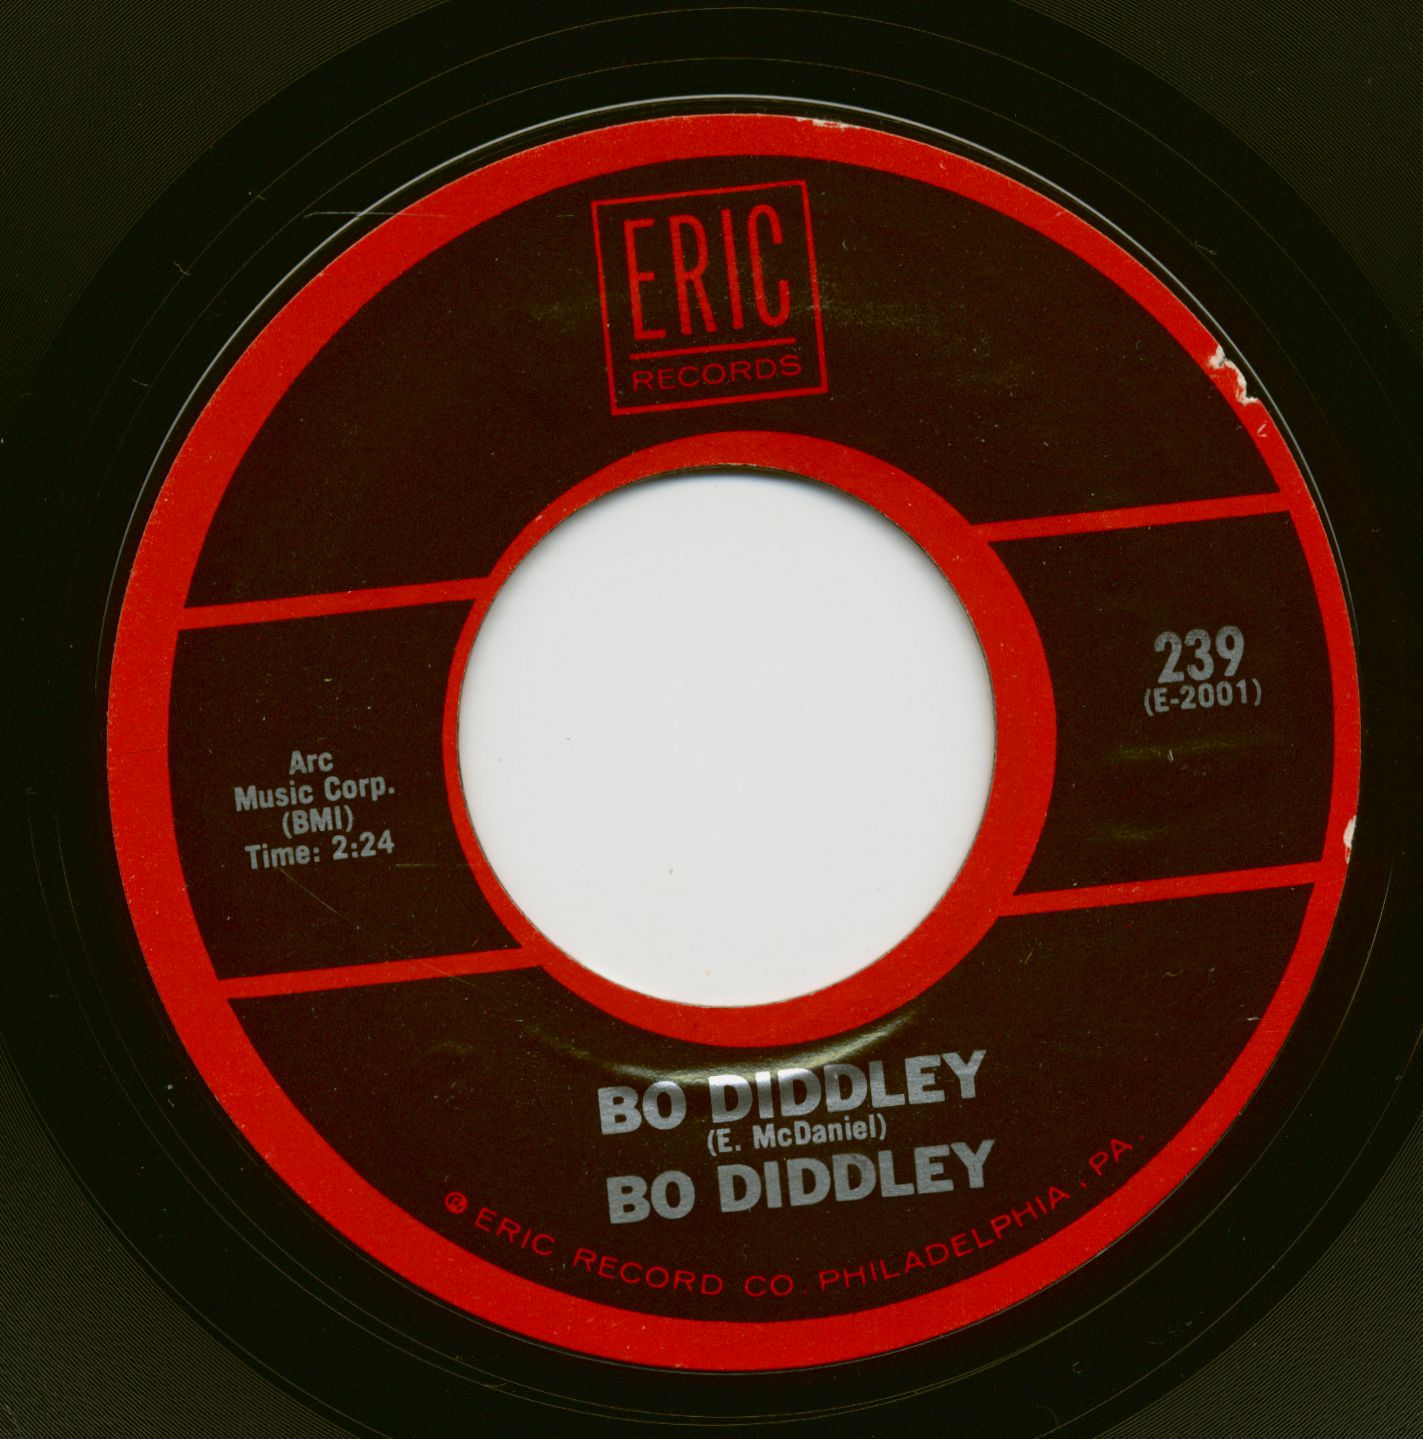 ERIC
RECORDS
239
(E-2001)
Arc
Music Corp.
(BMI)
Time: 2:24
BO DIDDLEY
(E. McDaniel)
BO DIDDLEY
® ERIC RECORD CO. PHILADELPHIA, PA.